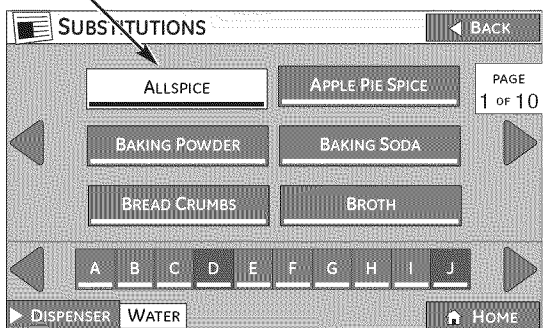 SUBSTITUTIONS
BACK
ALLSPICE
APPLE PIE SPICE
PAGE
1 OF 10
BAKING POWDER
BAKING SODA
BREAD CRUMBS
BROTH
A B C D E F G H I J
DISPENSER WATER
HOME